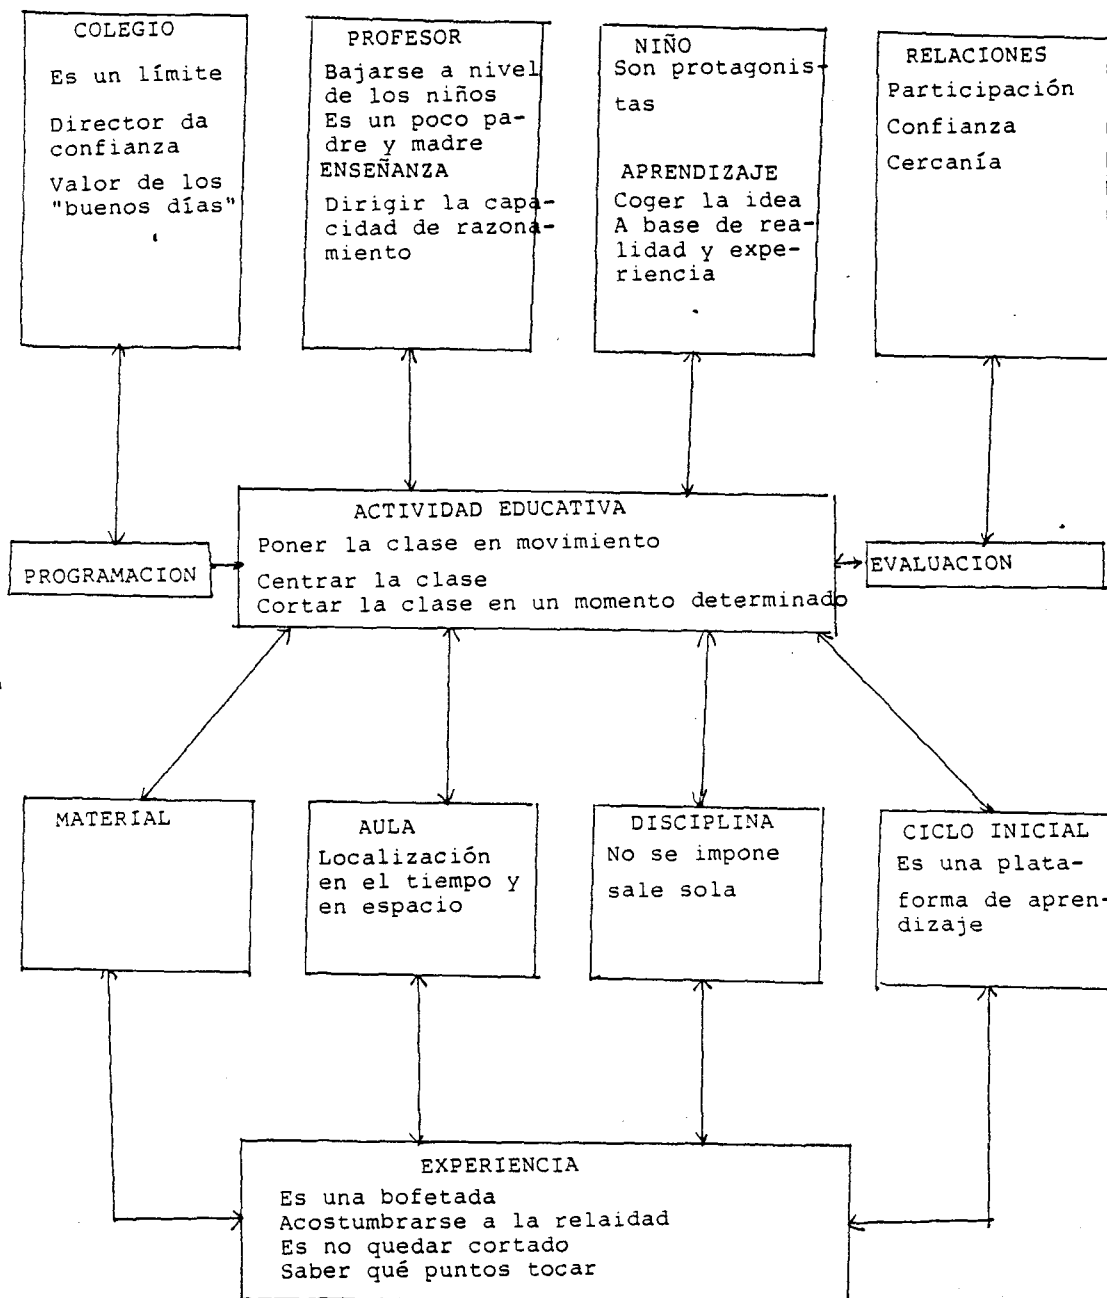 COLEGIO
Es un límite
Director da
confianza
Valor de los
"buenos días"
PROFESOR
Bajarse a nivel
de los niños
Es un poco pa-
dre y madre
ENSEÑANZA
Dirigir la capa-
cidad de razona-
miento
NIÑO
Son protagonis-
tas
APRENDIZAJE
Coger la idea
A base de rea-
lidad y expe-
riencia
RELACIONES
Participación
Confianza
Cercanía
PROGRAMACION
ACTIVIDAD EDUCATIVA
Poner la clase en movimiento
Centrar la clase
Cortar la clase en un momento determinado
EVALUACION
MATERIAL
AULA
Localización
en el tiempo y
en espacio
DISCIPLINA
No se impone
sale sola
CICLO INICIAL
Es una plata-
forma de apren-
dizaje
EXPERIENCIA
Es una bofetada
Acostumbrarse a la relaidad
Es no quedar cortado
Saber qué puntos tocar